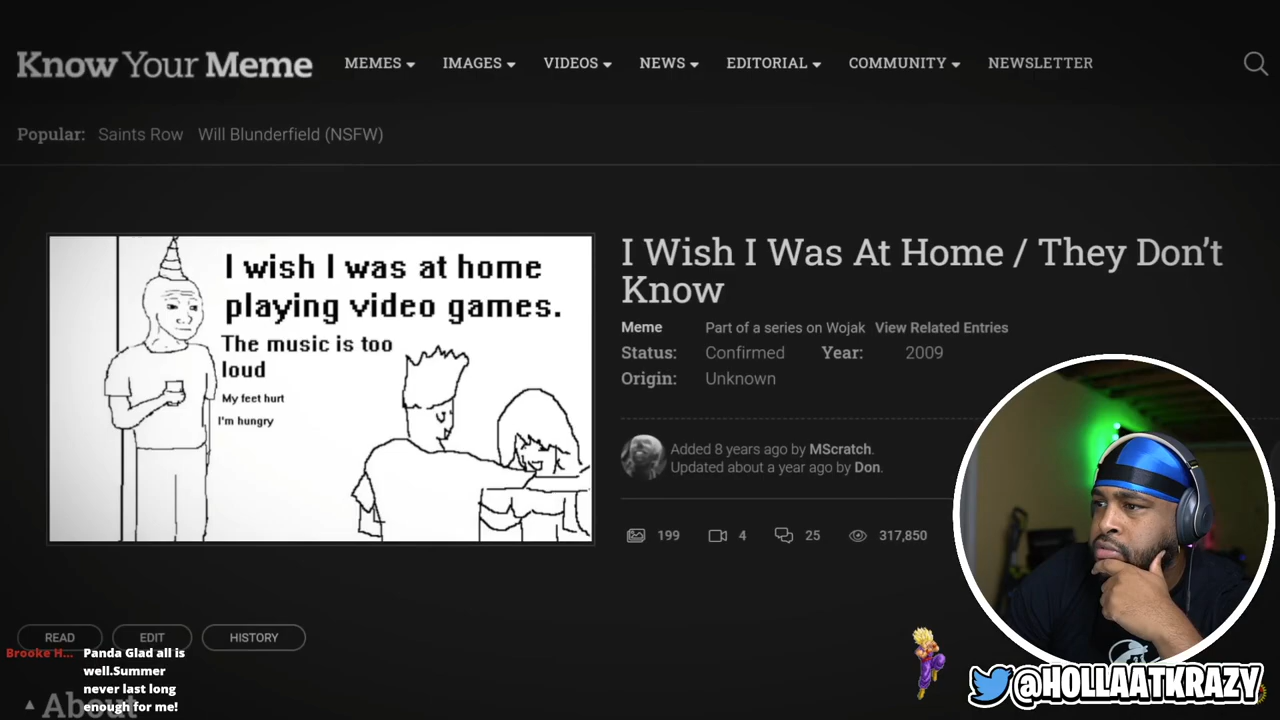 Know Your Meme
MEMES IMAGES VIDEOS NEWS EDITORIAL COMMUNITY NEWSLETTER
Popular: Saints Row Will Blunderfield (NSFW)
I wish I was at home
playing video games.
The music is too
loud
My feet hurt
I'm hungry
I Wish I Was At Home / They Don't
Know
Meme Part of a series on Wojak View Related Entries
Status: Confirmed Year: 2009
Origin: Unknown
Added 8 years ago by MScratch.
Updated about a year ago by Don.
199 4 25 317,850
READ EDIT HISTORY
Brooke H... Panda Glad all is
well.Summer
never last long
enough for me!
About
@HOLLAATKRAZY